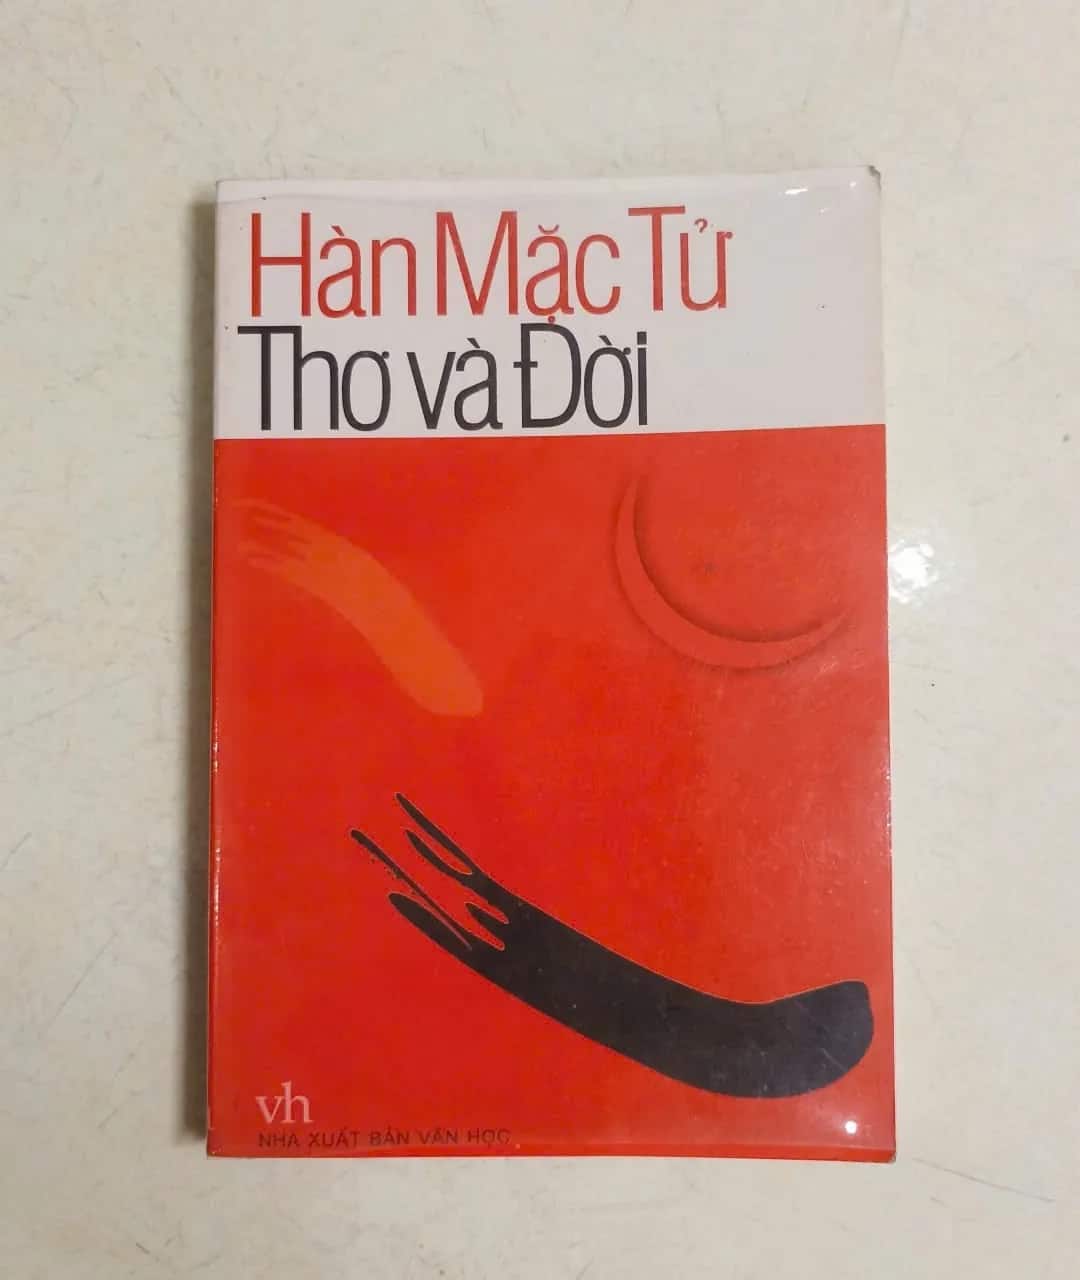 Hàn Mặc Tử
Thơ và Đời
vh
NHÀ XUẤT BẢN VĂN HỌC